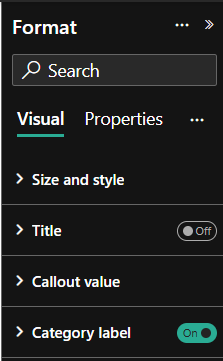 Format
Search
Visual Properties
Size and style
Title Off
Callout value
Category label On